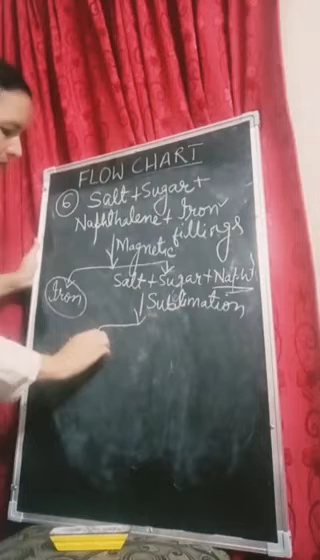 FLOW CHART
⑥ Salt + Sugar +
Naphthalene + Iron
fillings
Magnetic
Iron
Salt + Sugar + Naph
Sublimation